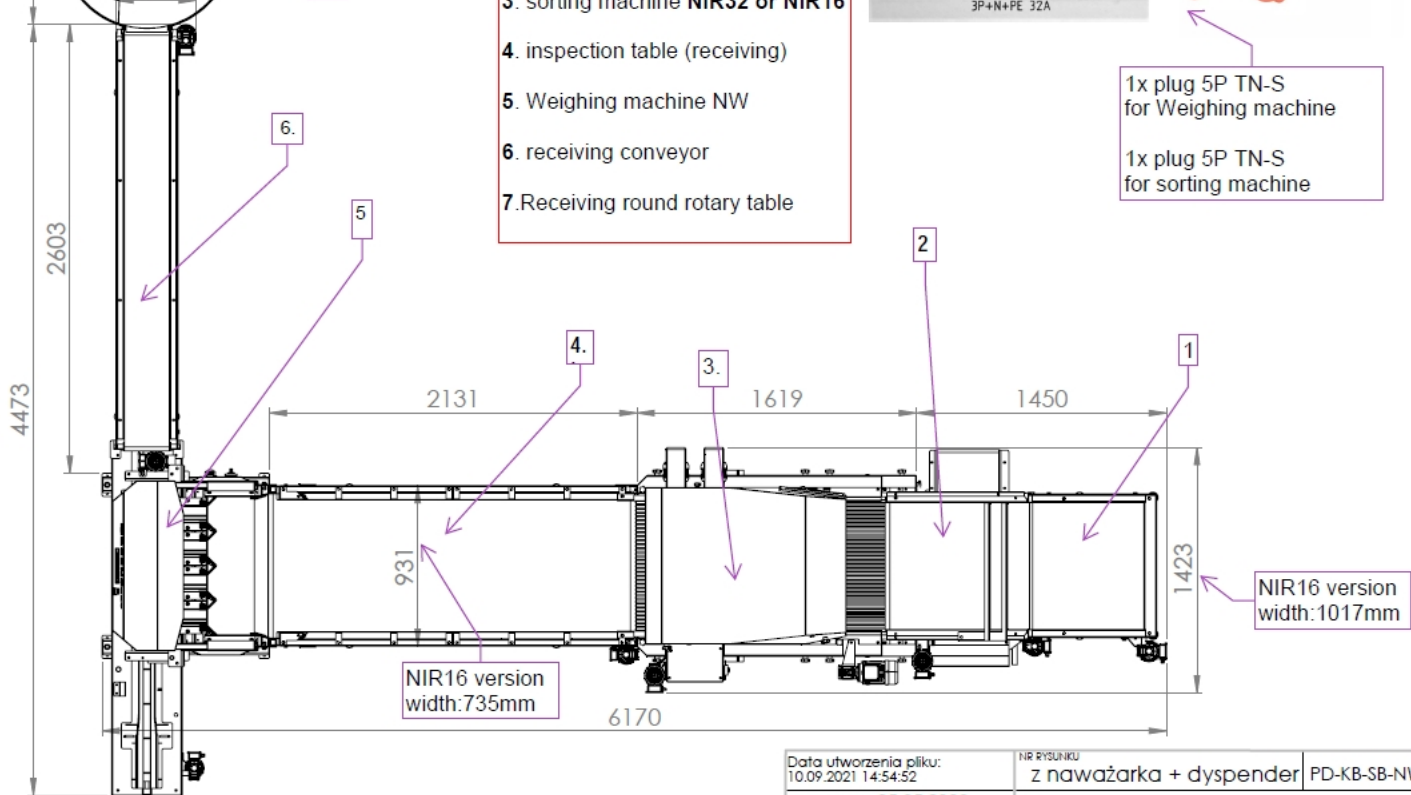 3. sorting machine NIR32 or NIR16
4. inspection table (receiving)
5. Weighing machine NW
6. receiving conveyor
7.Receiving round rotary table
3P+N+PE 32A
1x plug 5P TN-S
for Weighing machine
1x plug 5P TN-S
for sorting machine
6.
5
2
4.
3.
1
2603
4473
2131
1619
1450
931
1423
NIR16 version
width:1017mm
NIR16 version
width:735mm
6170
Data utworzenia pliku:
10.09.2021 14:54:52
NR RYSUNKU
z naważarka + dyspender
PD-KB-SB-NW